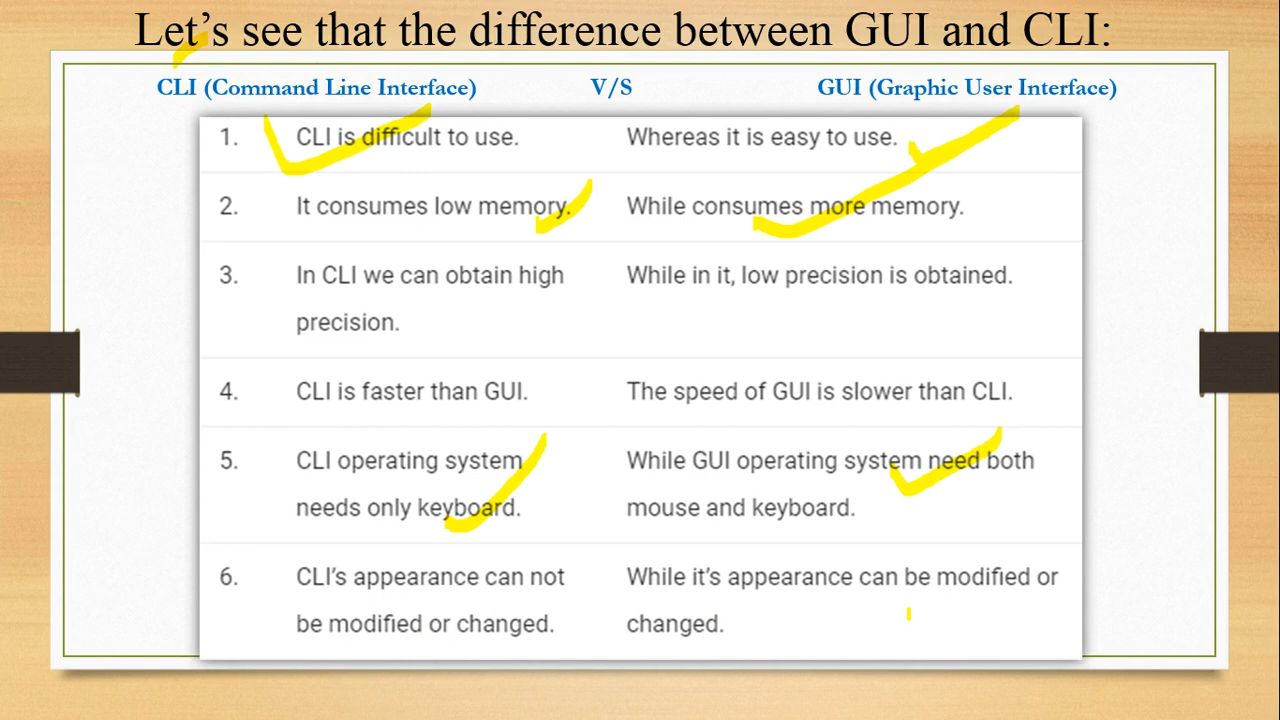 Let's see that the difference between GUI and CLI:
CLI (Command Line Interface) V/S GUI (Graphic User Interface)
1. CLI is difficult to use. Whereas it is easy to use.
2. It consumes low memory. While consumes more memory.
3. In CLI we can obtain high While in it, low precision is obtained.
precision.
4. CLI is faster than GUI. The speed of GUI is slower than CLI.
5. CLI operating system While GUI operating system need both
needs only keyboard. mouse and keyboard.
6. CLI's appearance can not While it's appearance can be modified or
be modified or changed. changed.